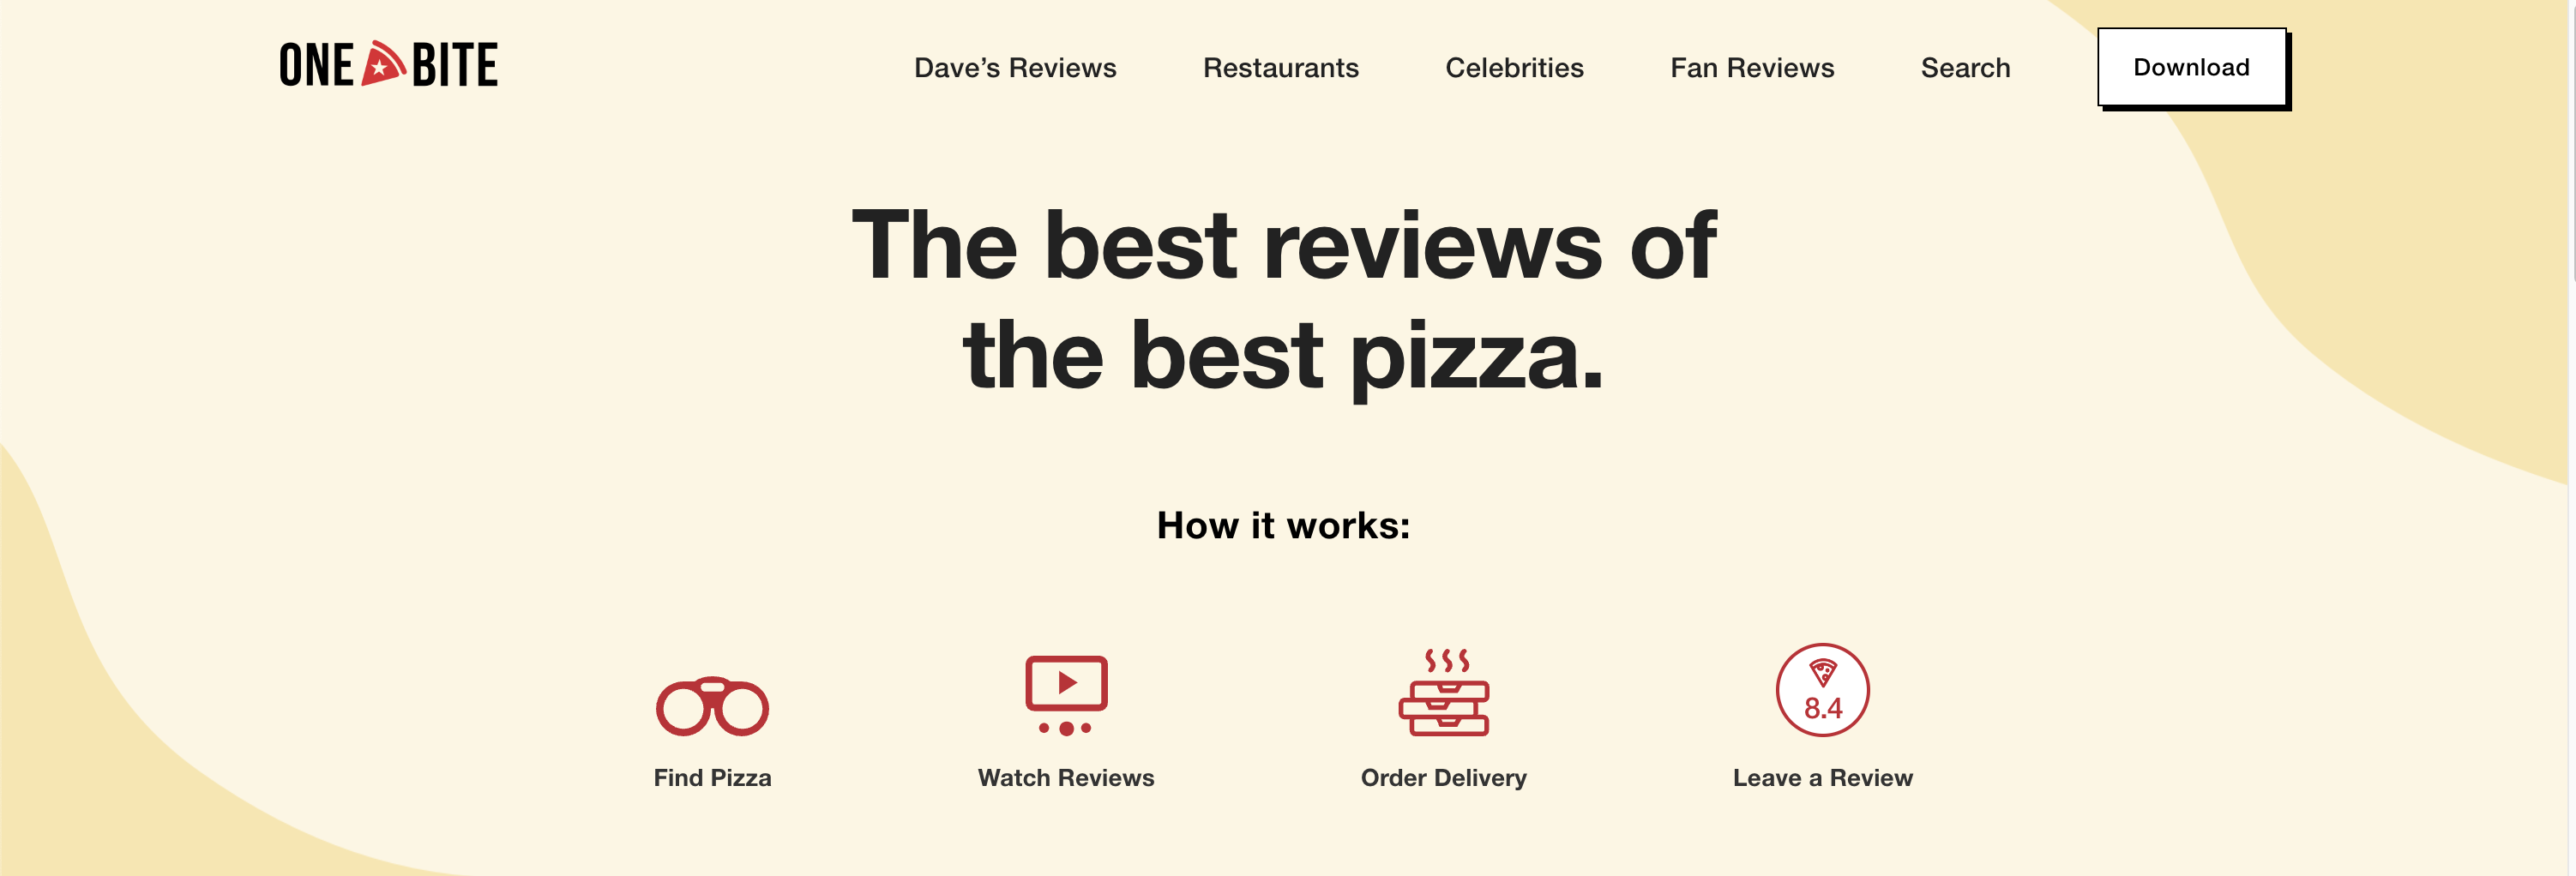 ONE BITE
Dave’s Reviews
Restaurants
Celebrities
Fan Reviews
Search
Download
The best reviews of
the best pizza.
How it works:
8.4
Find Pizza
Watch Reviews
Order Delivery
Leave a Review